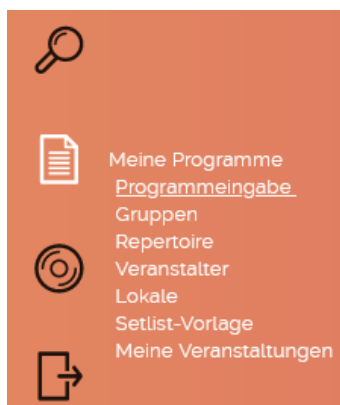 Meine Programme
Programmeingabe
Gruppen
Repertoire
Veranstalter
Lokale
Setlist-Vorlage
Meine Veranstaltungen